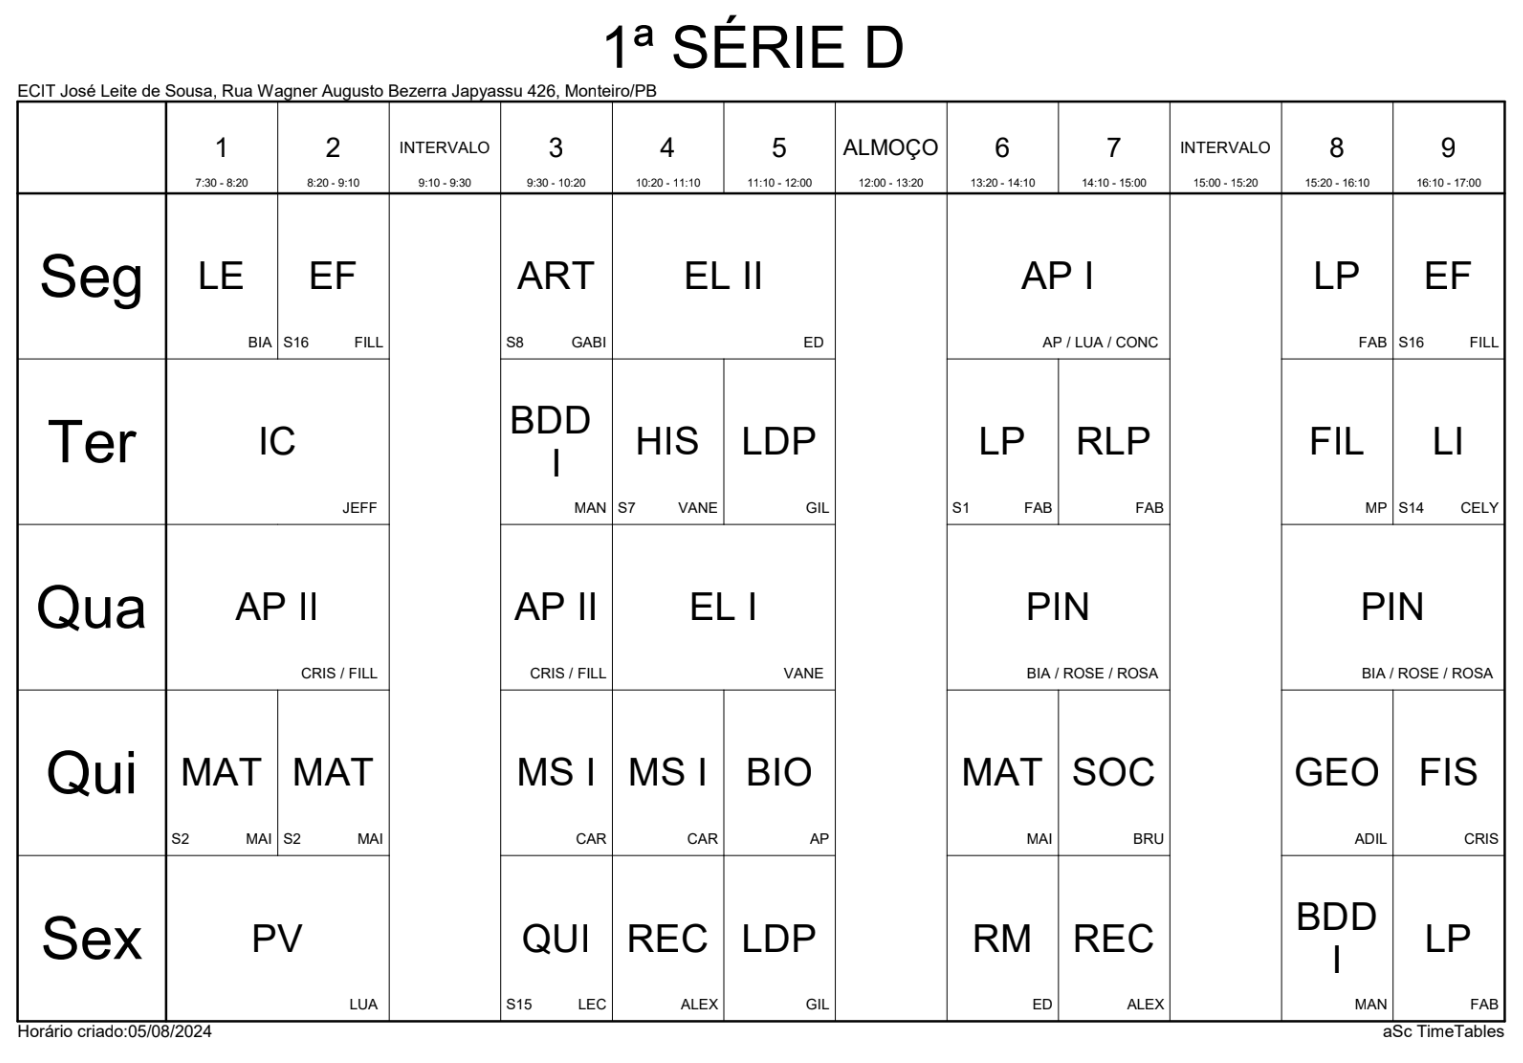 1ª SÉRIE D
ECIT José Leite de Sousa, Rua Wagner Augusto Bezerra Japyassu 426, Monteiro/PB
1 2 INTERVALO 3 4 5 ALMOÇO 6 7 INTERVALO 8 9
7:30 - 8:20 8:20 - 9:10 9:10 - 9:30 9:30 - 10:20 10:20 - 11:10 11:10 - 12:00 12:00 - 13:20 13:20 - 14:10 14:10 - 15:00 15:00 - 15:20 15:20 - 16:10 16:10 - 17:00
Seg LE EF ART EL II AP I LP EF
BIA S16 FILL S8 GABI ED AP / LUA / CONC FAB S16 FILL
Ter IC BDD I HIS LDP LP RLP FIL LI
JEFF MAN S7 VANE GIL S1 FAB FAB MP S14 CELY
Qua AP II AP II EL I PIN PIN
CRIS / FILL CRIS / FILL VANE BIA / ROSE / ROSA BIA / ROSE / ROSA
Qui MAT MAT MS I MS I BIO MAT SOC GEO FIS
S2 MAI S2 MAI CAR CAR AP MAI BRU ADIL CRIS
Sex PV QUI REC LDP RM REC BDD I LP
LUA S15 LEC ALEX GIL ED ALEX MAN FAB
Horário criado:05/08/2024 aSc TimeTables